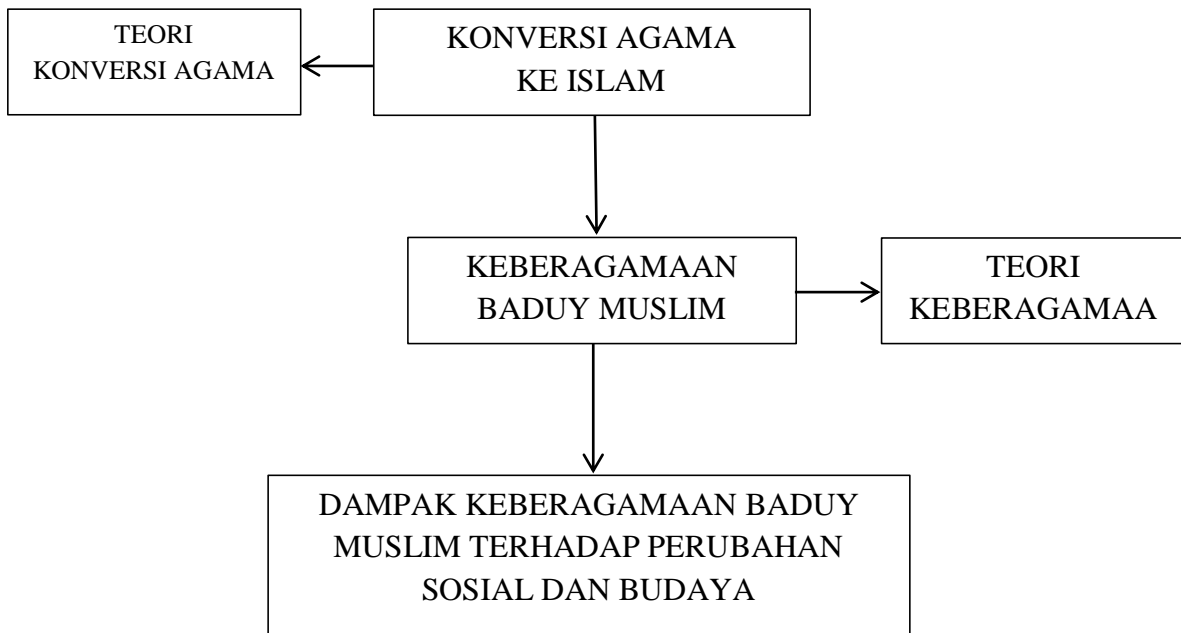 TEORI
KONVERSI AGAMA
KONVERSI AGAMA
KE ISLAM
KEBERAGAMAAN
BADUY MUSLIM
TEORI
KEBERAGAMAA
DAMPAK KEBERAGAMAAN BADUY
MUSLIM TERHADAP PERUBAHAN
SOSIAL DAN BUDAYA